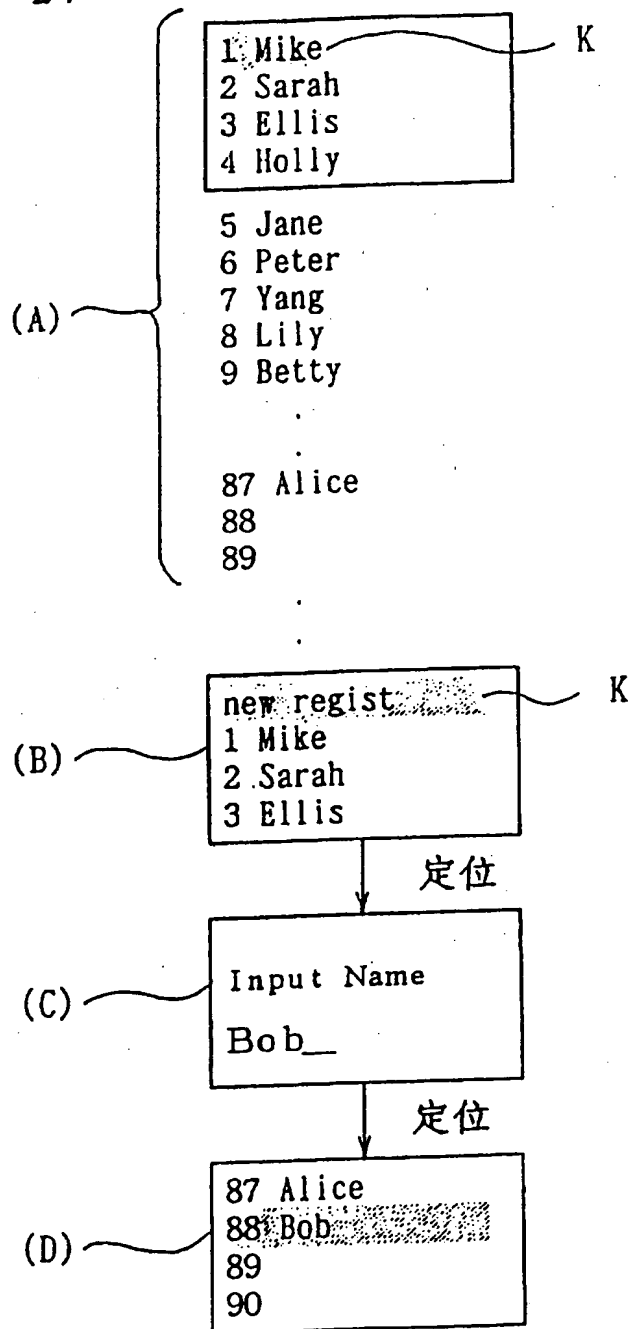 1 Mike K
2 Sarah
3 Ellis
4 Holly
5 Jane
6 Peter
(A)
7 Yang
8 Lily
9 Betty
.
.
87 Alice
88
89
.
.
new regist K
(B)
1 Mike
2 Sarah
3 Ellis
定位
(C)
Input Name
Bob_
定位
87 Alice
(D)
88 Bob
89
90